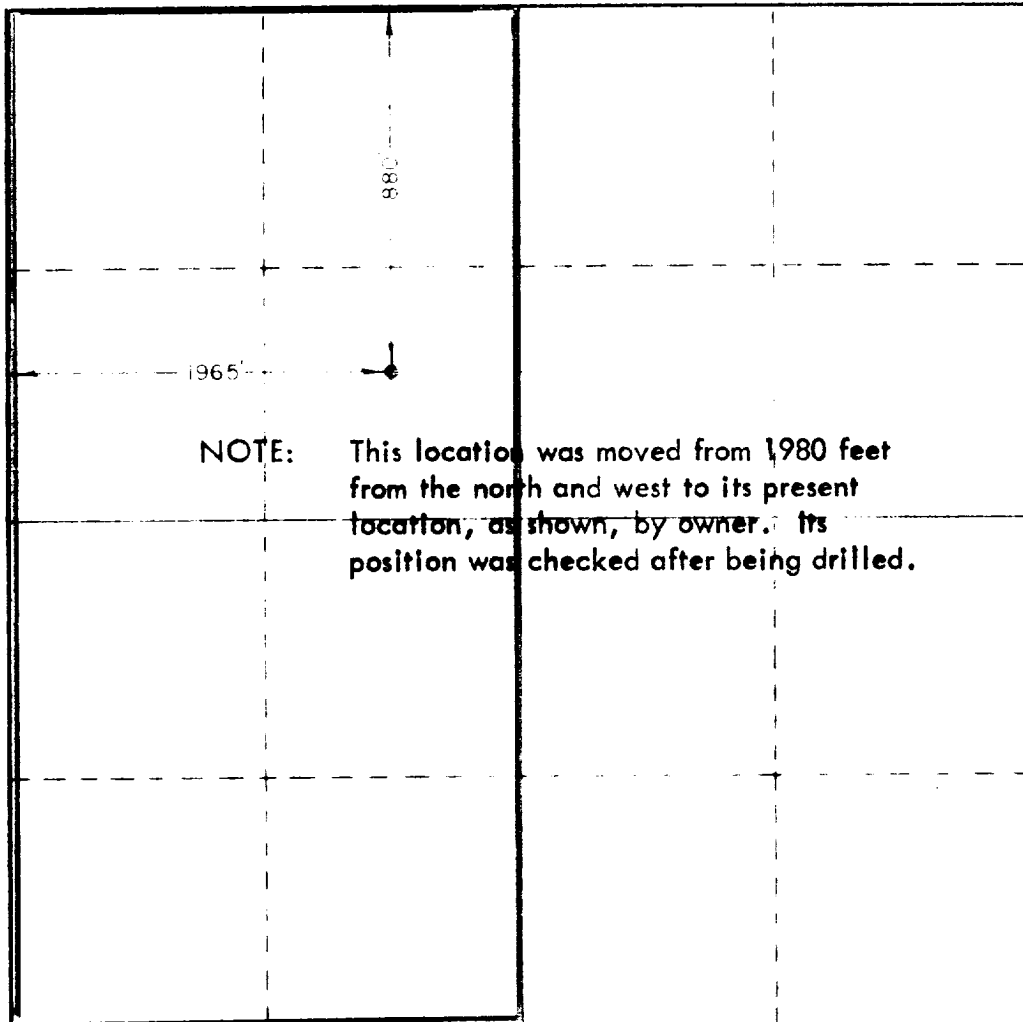 880'
1965'
NOTE: This location was moved from 1980 feet
from the north and west to its present
location, as shown, by owner. Its
position was checked after being drilled.